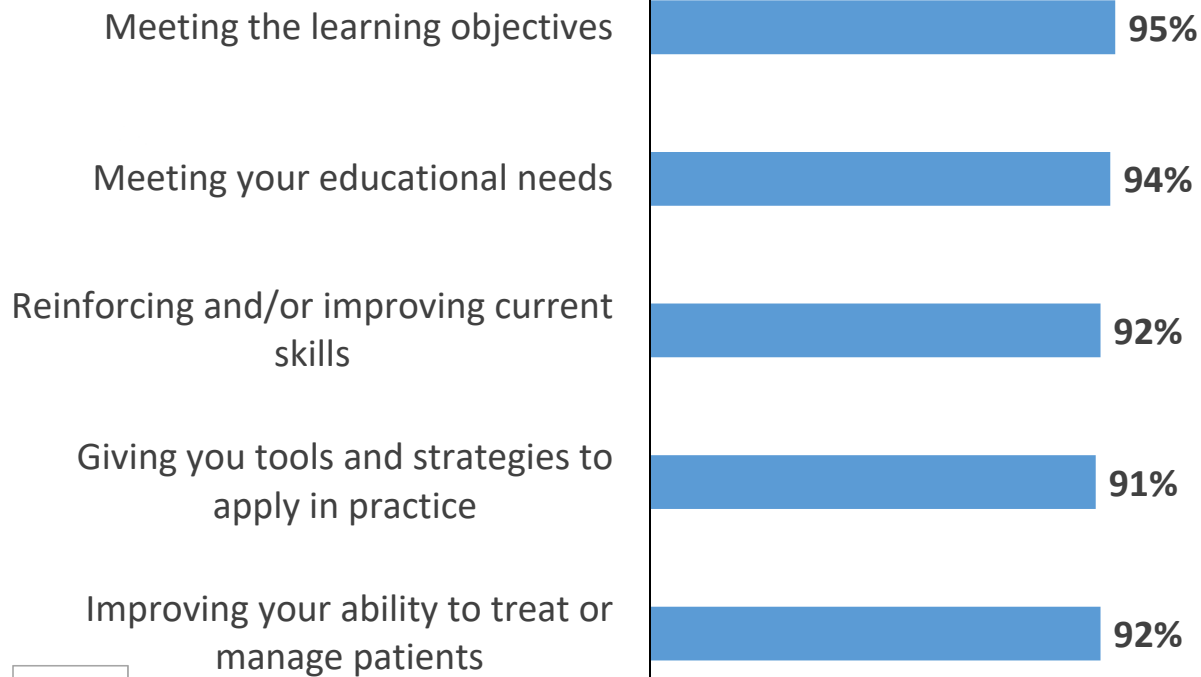 Meeting the learning objectives 95%
Meeting your educational needs 94%
Reinforcing and/or improving current
skills
92%
Giving you tools and strategies to
apply in practice
91%
Improving your ability to treat or
manage patients
92%